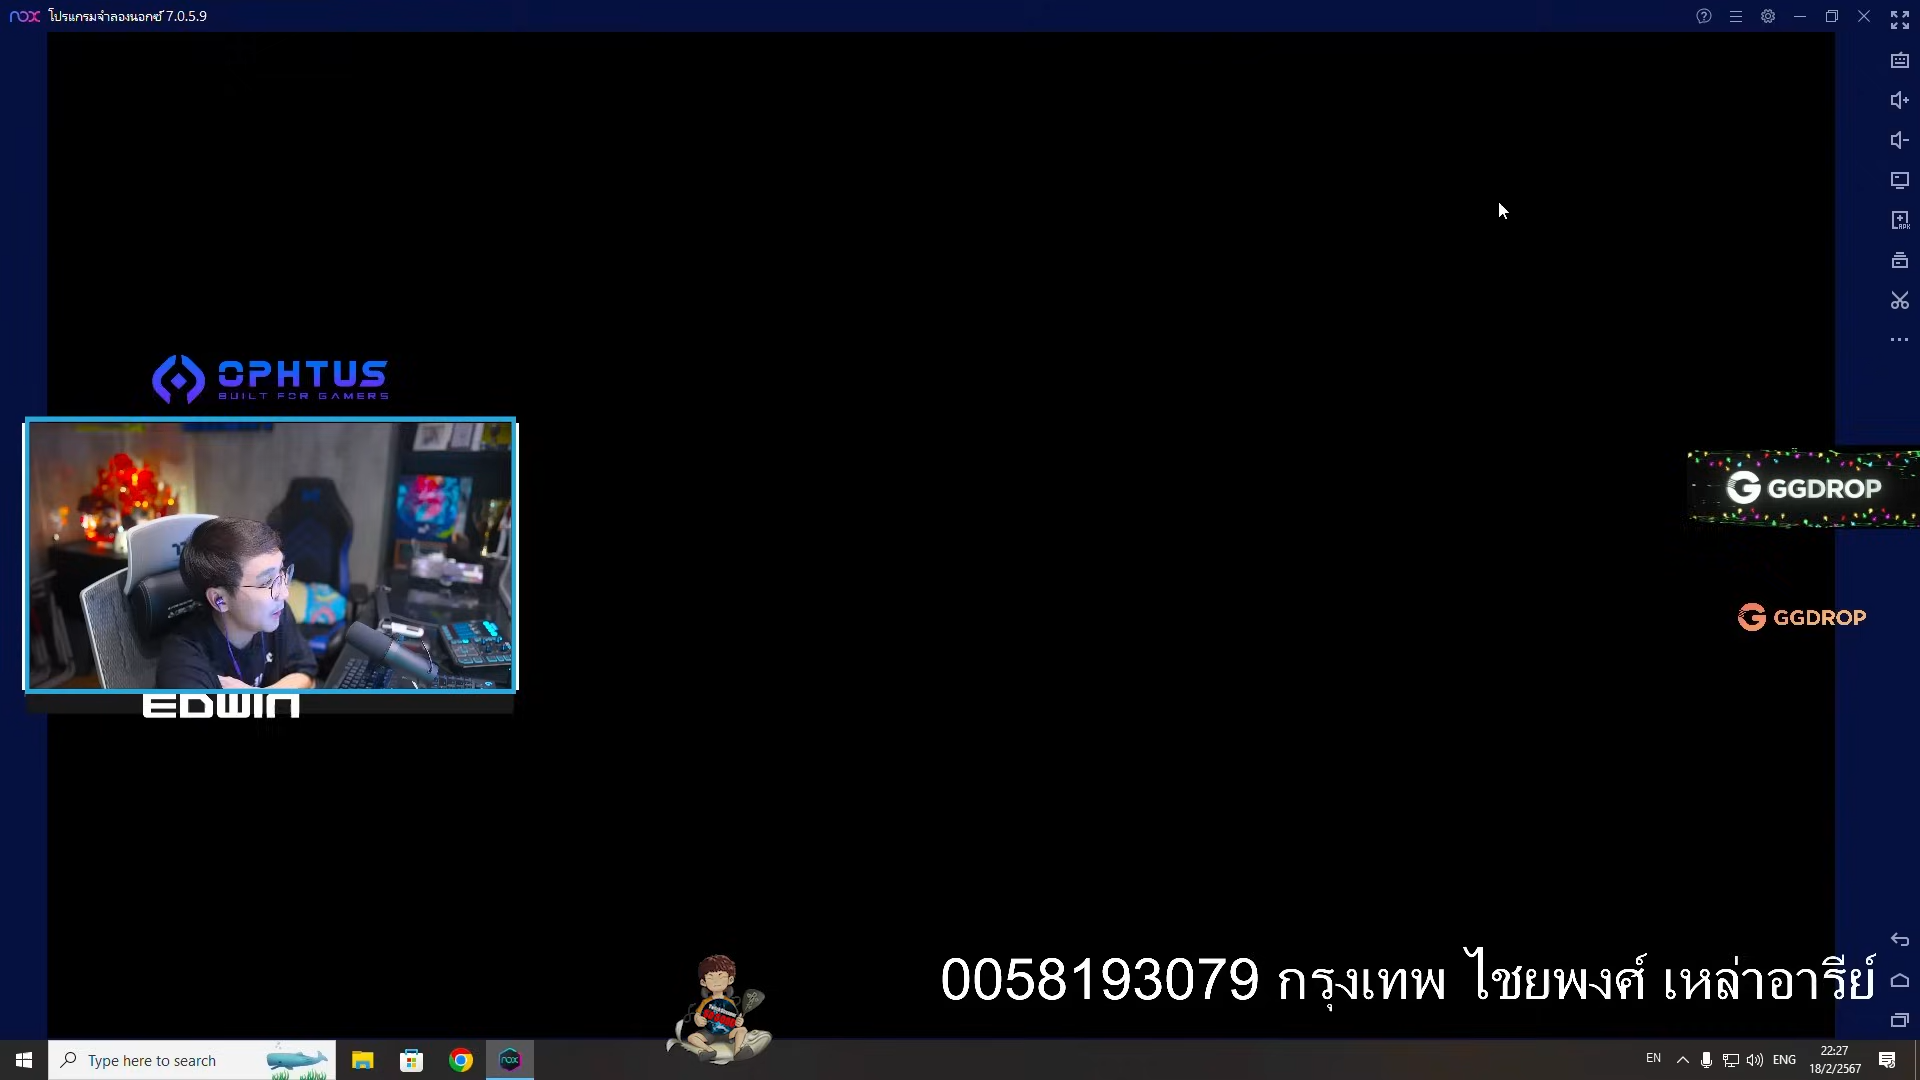 nox โปรแกรมจำลองนอกซ์ 7.0.5.9
OPHTUS
BUILT FOR GAMERS
GGDROP
GGDROP
EDWIN
0058193079 กรุงเทพ ไชยพงศ์ เหล่าอารีย์
Type here to search
nox
EN
ENG
22:27
18/2/2567